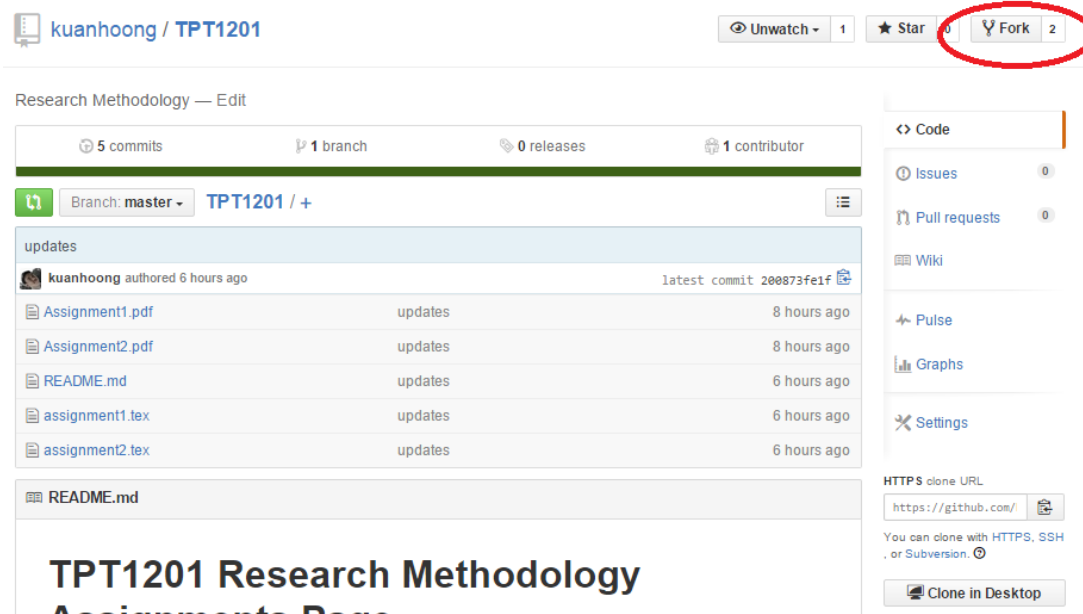 kuanhoong / TPT1201
Unwatch 1 Star 0 Fork 2
Research Methodology — Edit
5 commits 1 branch 0 releases 1 contributor
Branch: master TPT1201 / +
updates
kuanhoong authored 6 hours ago latest commit 200873fe1f
Assignment1.pdf updates 8 hours ago
Assignment2.pdf updates 8 hours ago
README.md updates 6 hours ago
assignment1.tex updates 6 hours ago
assignment2.tex updates 6 hours ago
README.md
TPT1201 Research Methodology
Assignments Page
<> Code
Issues 0
Pull requests 0
Wiki
Pulse
Graphs
Settings
HTTPS clone URL
https://github.com/
You can clone with HTTPS, SSH
, or Subversion.
Clone in Desktop